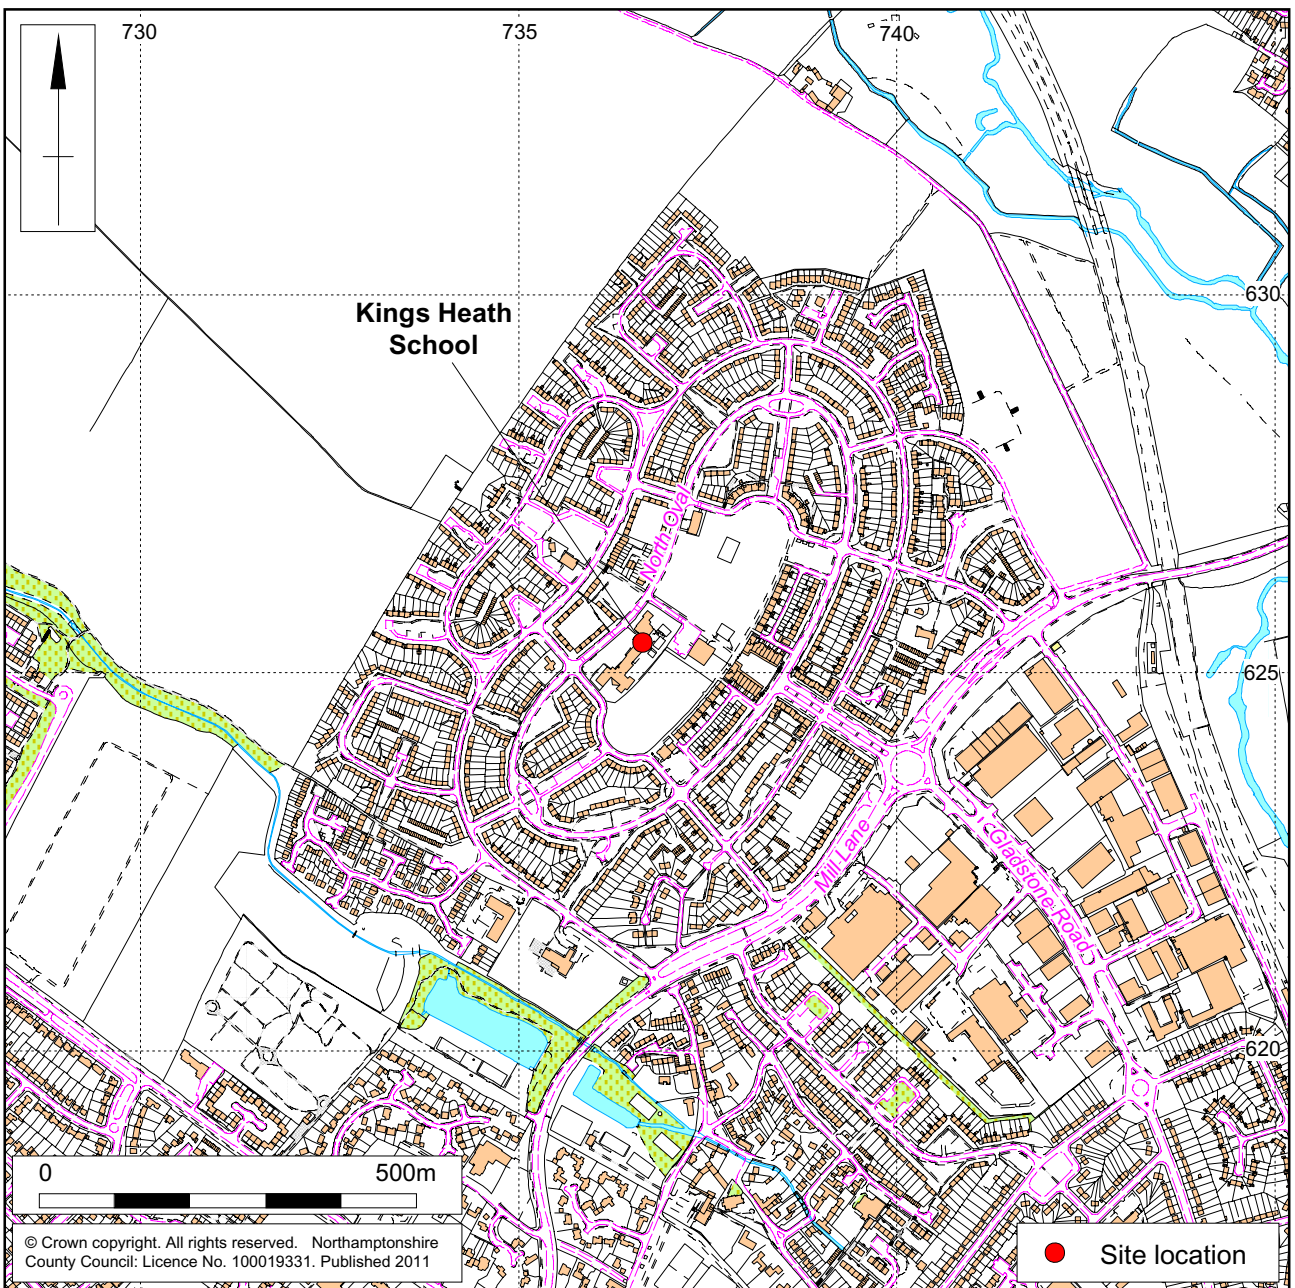 730
735
740
630
Kings Heath
School
North Oval
625
Mill Lane
Gladstone Road
620
0 500m
© Crown copyright. All rights reserved. Northamptonshire
County Council: Licence No. 100019331. Published 2011
Site location